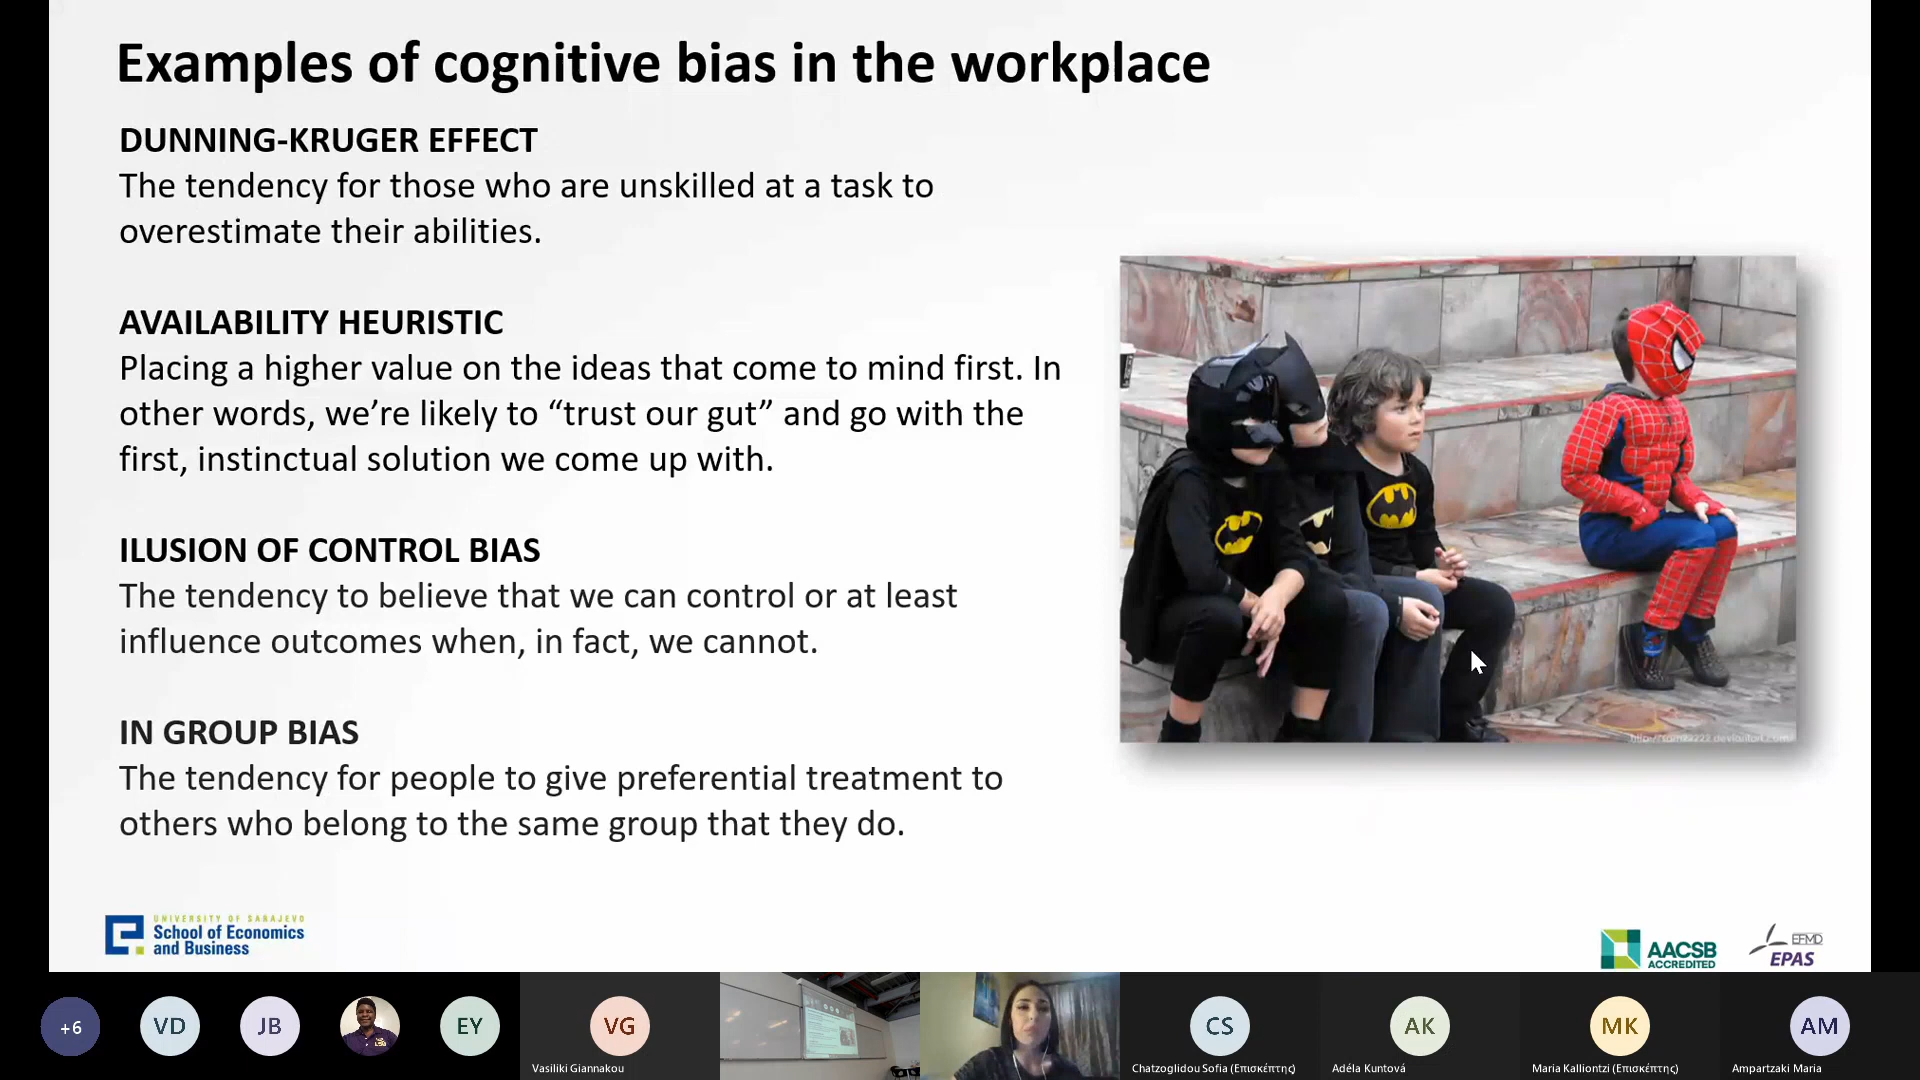 Examples of cognitive bias in the workplace
DUNNING-KRUGER EFFECT
The tendency for those who are unskilled at a task to
overestimate their abilities.
AVAILABILITY HEURISTIC
Placing a higher value on the ideas that come to mind first. In
other words, we’re likely to “trust our gut” and go with the
first, instinctual solution we come up with.
ILUSION OF CONTROL BIAS
The tendency to believe that we can control or at least
influence outcomes when, in fact, we cannot.
IN GROUP BIAS
The tendency for people to give preferential treatment to
others who belong to the same group that they do.
UNIVERSITY OF SARAJEVO
School of Economics
and Business
AACSB
ACCREDITED
EFMD
EPAS
+6
VD
JB
EY
VG
CS
AK
MK
AM
Vasiliki Giannakou
Chatzoglidou Sofia (Επισκέπτης)
Adéla Kuntová
Maria Kalliontzi (Επισκέπτης)
Ampartzaki Maria